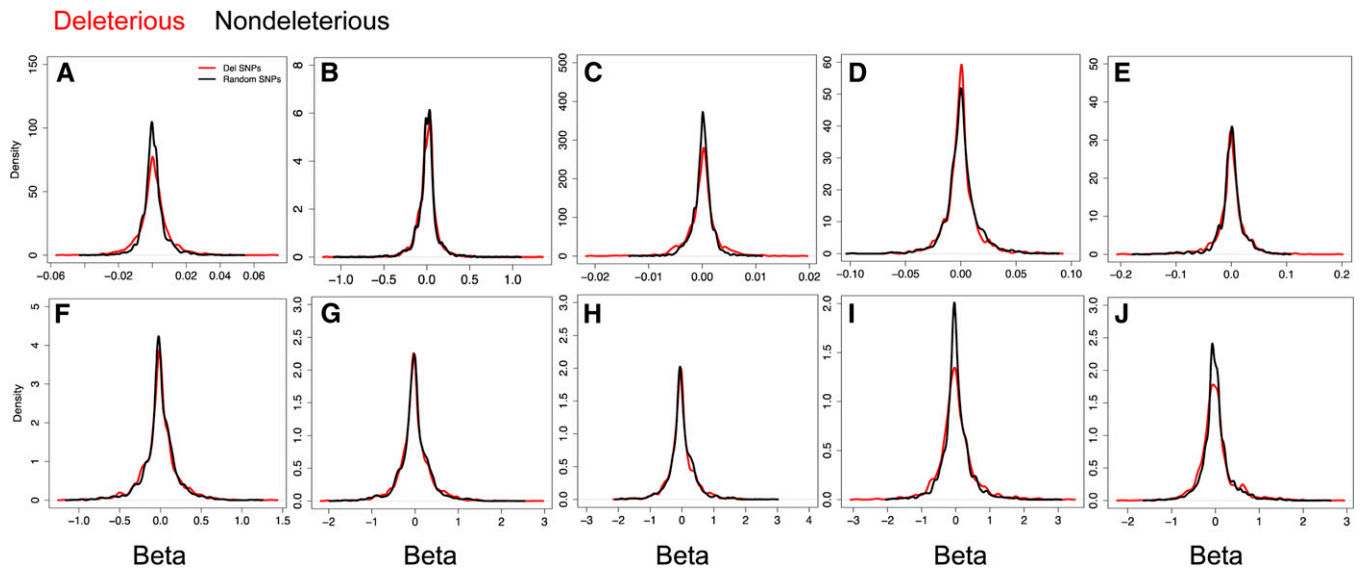 Deleterious Nondeleterious
A
Del SNPs
Random SNPs
Density
0 50 100 150
−0.06 −0.02 0.02 0.06
B
0 2 4 6 8
−1.0 −0.5 0.0 0.5 1.0
C
0 100 200 300 400 500
−0.02 −0.01 0.00 0.01 0.02
D
0 10 20 30 40 50 60
−0.10 −0.05 0.00 0.05 0.10
E
0 10 20 30 40 50
−0.2 −0.1 0.0 0.1 0.2
F
Density
0 1 2 3 4 5
−1.0 −0.5 0.0 0.5 1.0 1.5
Beta
G
0.0 0.5 1.0 1.5 2.0 2.5 3.0
−2 −1 0 1 2 3
Beta
H
0.0 0.5 1.0 1.5 2.0 2.5 3.0
−3 −2 −1 0 1 2 3 4
Beta
I
0.0 0.5 1.0 1.5 2.0
−3 −2 −1 0 1 2 3
Beta
J
0.0 0.5 1.0 1.5 2.0 2.5 3.0
−2 −1 0 1 2 3
Beta